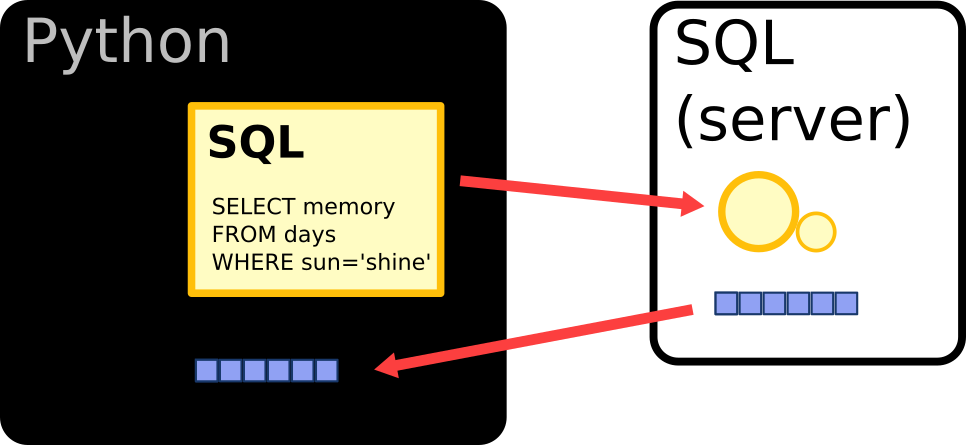 Python
SQL
SELECT memory
FROM days
WHERE sun='shine'
SQL
(server)